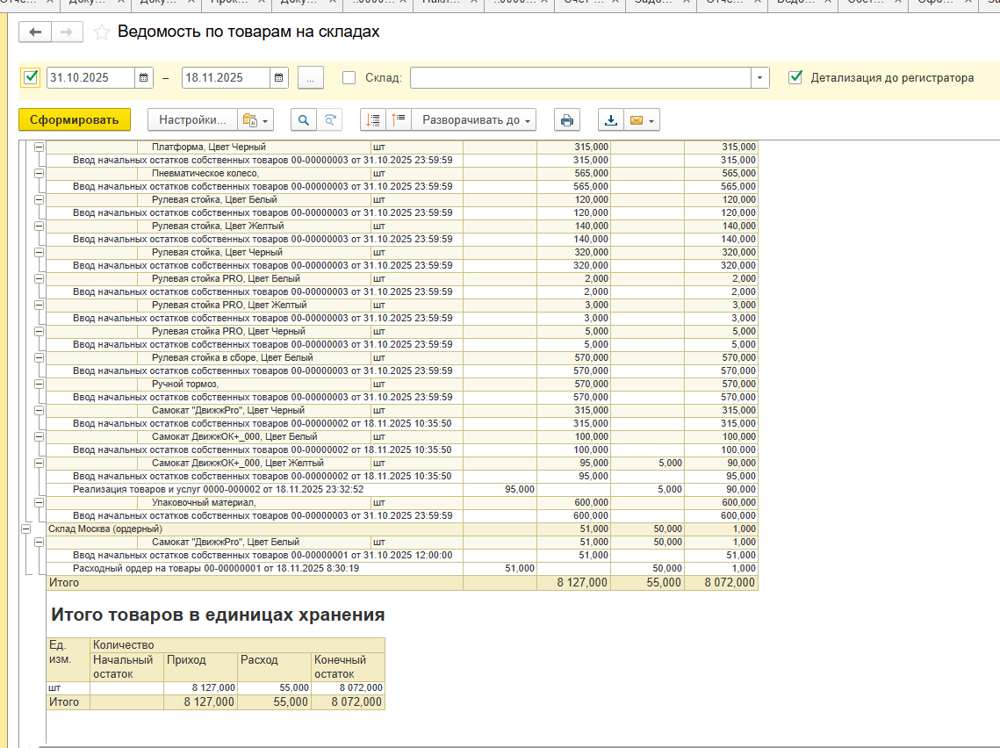 Ведомость по товарам на складах
31.10.2025 – 18.11.2025 ... Склад: Детализация до регистратора
Сформировать Настройки... Разворачивать до
Платформа, Цвет Черный шт 315,000 315,000
Ввод начальных остатков собственных товаров 00-00000003 от 31.10.2025 23:59:59 315,000 315,000
Пневматическое колесо, шт 565,000 565,000
Ввод начальных остатков собственных товаров 00-00000003 от 31.10.2025 23:59:59 565,000 565,000
Рулевая стойка, Цвет Белый шт 120,000 120,000
Ввод начальных остатков собственных товаров 00-00000003 от 31.10.2025 23:59:59 120,000 120,000
Рулевая стойка, Цвет Желтый шт 140,000 140,000
Ввод начальных остатков собственных товаров 00-00000003 от 31.10.2025 23:59:59 140,000 140,000
Рулевая стойка, Цвет Черный шт 320,000 320,000
Ввод начальных остатков собственных товаров 00-00000003 от 31.10.2025 23:59:59 320,000 320,000
Рулевая стойка PRO, Цвет Белый шт 2,000 2,000
Ввод начальных остатков собственных товаров 00-00000003 от 31.10.2025 23:59:59 2,000 2,000
Рулевая стойка PRO, Цвет Желтый шт 3,000 3,000
Ввод начальных остатков собственных товаров 00-00000003 от 31.10.2025 23:59:59 3,000 3,000
Рулевая стойка PRO, Цвет Черный шт 5,000 5,000
Ввод начальных остатков собственных товаров 00-00000003 от 31.10.2025 23:59:59 5,000 5,000
Рулевая стойка в сборе, Цвет Белый шт 570,000 570,000
Ввод начальных остатков собственных товаров 00-00000003 от 31.10.2025 23:59:59 570,000 570,000
Ручной тормоз, шт 570,000 570,000
Ввод начальных остатков собственных товаров 00-00000003 от 31.10.2025 23:59:59 570,000 570,000
Самокат "ДвижжPro", Цвет Черный шт 315,000 315,000
Ввод начальных остатков собственных товаров 00-00000002 от 18.11.2025 10:35:50 315,000 315,000
Самокат ДвижжОК+_000, Цвет Белый шт 100,000 100,000
Ввод начальных остатков собственных товаров 00-00000002 от 18.11.2025 10:35:50 100,000 100,000
Самокат ДвижжОК+_000, Цвет Желтый шт 95,000 5,000 90,000
Ввод начальных остатков собственных товаров 00-00000002 от 18.11.2025 10:35:50 95,000 95,000
Реализация товаров и услуг 0000-000002 от 18.11.2025 23:32:52 95,000 5,000 90,000
Упаковочный материал, шт 600,000 600,000
Ввод начальных остатков собственных товаров 00-00000003 от 31.10.2025 23:59:59 600,000 600,000
Склад Москва (ордерный) 51,000 50,000 1,000
Самокат "ДвижжPro", Цвет Белый шт 51,000 50,000 1,000
Ввод начальных остатков собственных товаров 00-00000001 от 31.10.2025 12:00:00 51,000 51,000
Расходный ордер на товары 00-00000001 от 18.11.2025 8:30:19 51,000 50,000 1,000
Итого 8 127,000 55,000 8 072,000
Итого товаров в единицах хранения
Ед. изм. Количество
Начальный остаток Приход Расход Конечный остаток
шт 8 127,000 55,000 8 072,000
Итого 8 127,000 55,000 8 072,000